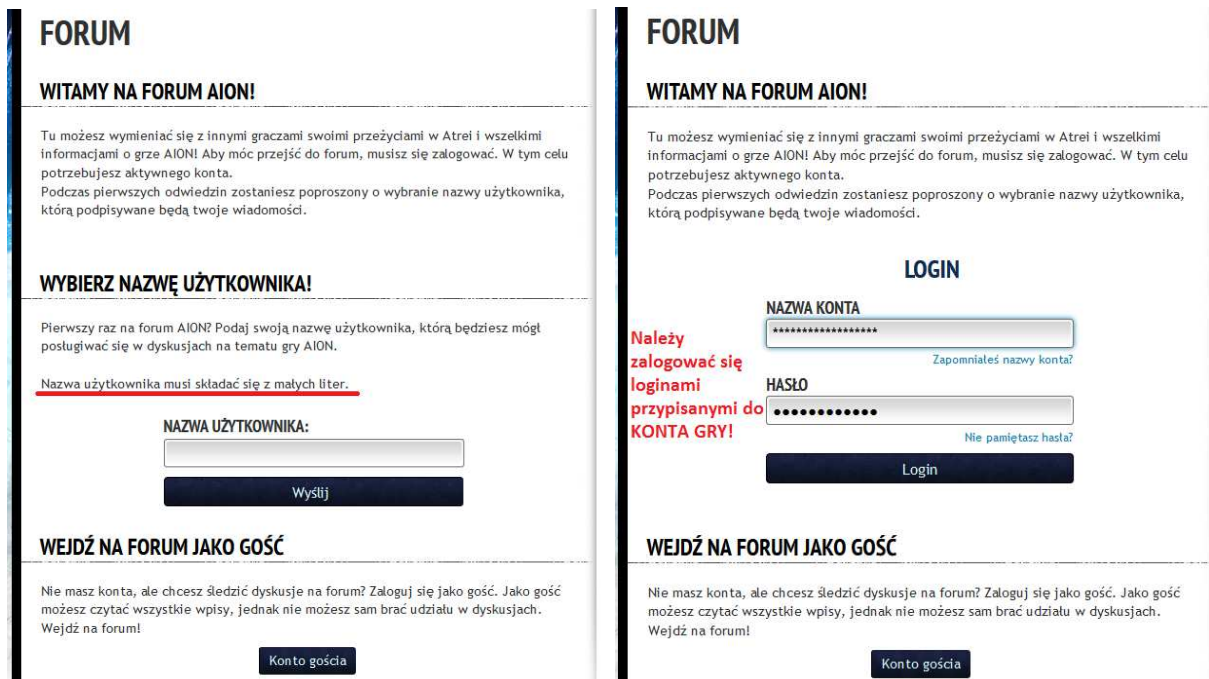 FORUM
WITAMY NA FORUM AION!
Tu możesz wymieniać się z innymi graczami swoimi przeżyciami w Atrei i wszelkimi
informacjami o grze AION! Aby móc przejść do forum, musisz się zalogować. W tym celu
potrzebujesz aktywnego konta.
Podczas pierwszych odwiedzin zostaniesz poproszony o wybranie nazwy użytkownika,
którą podpisywane będą twoje wiadomości.
WYBIERZ NAZWĘ UŻYTKOWNIKA!
Pierwszy raz na forum AION? Podaj swoją nazwę użytkownika, którą będziesz mógł
posługiwać się w dyskusjach na tematu gry AION.
Nazwa użytkownika musi składać się z małych liter.
NAZWA UŻYTKOWNIKA:
Wyślij
WEJDŹ NA FORUM JAKO GOŚĆ
Nie masz konta, ale chcesz śledzić dyskusje na forum? Zaloguj się jako gość. Jako gość
możesz czytać wszystkie wpisy, jednak nie możesz sam brać udziału w dyskusjach.
Wejdź na forum!
Konto gościa
FORUM
WITAMY NA FORUM AION!
Tu możesz wymieniać się z innymi graczami swoimi przeżyciami w Atrei i wszelkimi
informacjami o grze AION! Aby móc przejść do forum, musisz się zalogować. W tym celu
potrzebujesz aktywnego konta.
Podczas pierwszych odwiedzin zostaniesz poproszony o wybranie nazwy użytkownika,
którą podpisywane będą twoje wiadomości.
LOGIN
NAZWA KONTA
******************
Zapomniałeś nazwy konta?
HASŁO
●●●●●●●●●●●●
Nie pamiętasz hasła?
Login
Należy
zalogować się
loginami
przypisanymi do
KONTA GRY!
WEJDŹ NA FORUM JAKO GOŚĆ
Nie masz konta, ale chcesz śledzić dyskusje na forum? Zaloguj się jako gość. Jako gość
możesz czytać wszystkie wpisy, jednak nie możesz sam brać udziału w dyskusjach.
Wejdź na forum!
Konto gościa